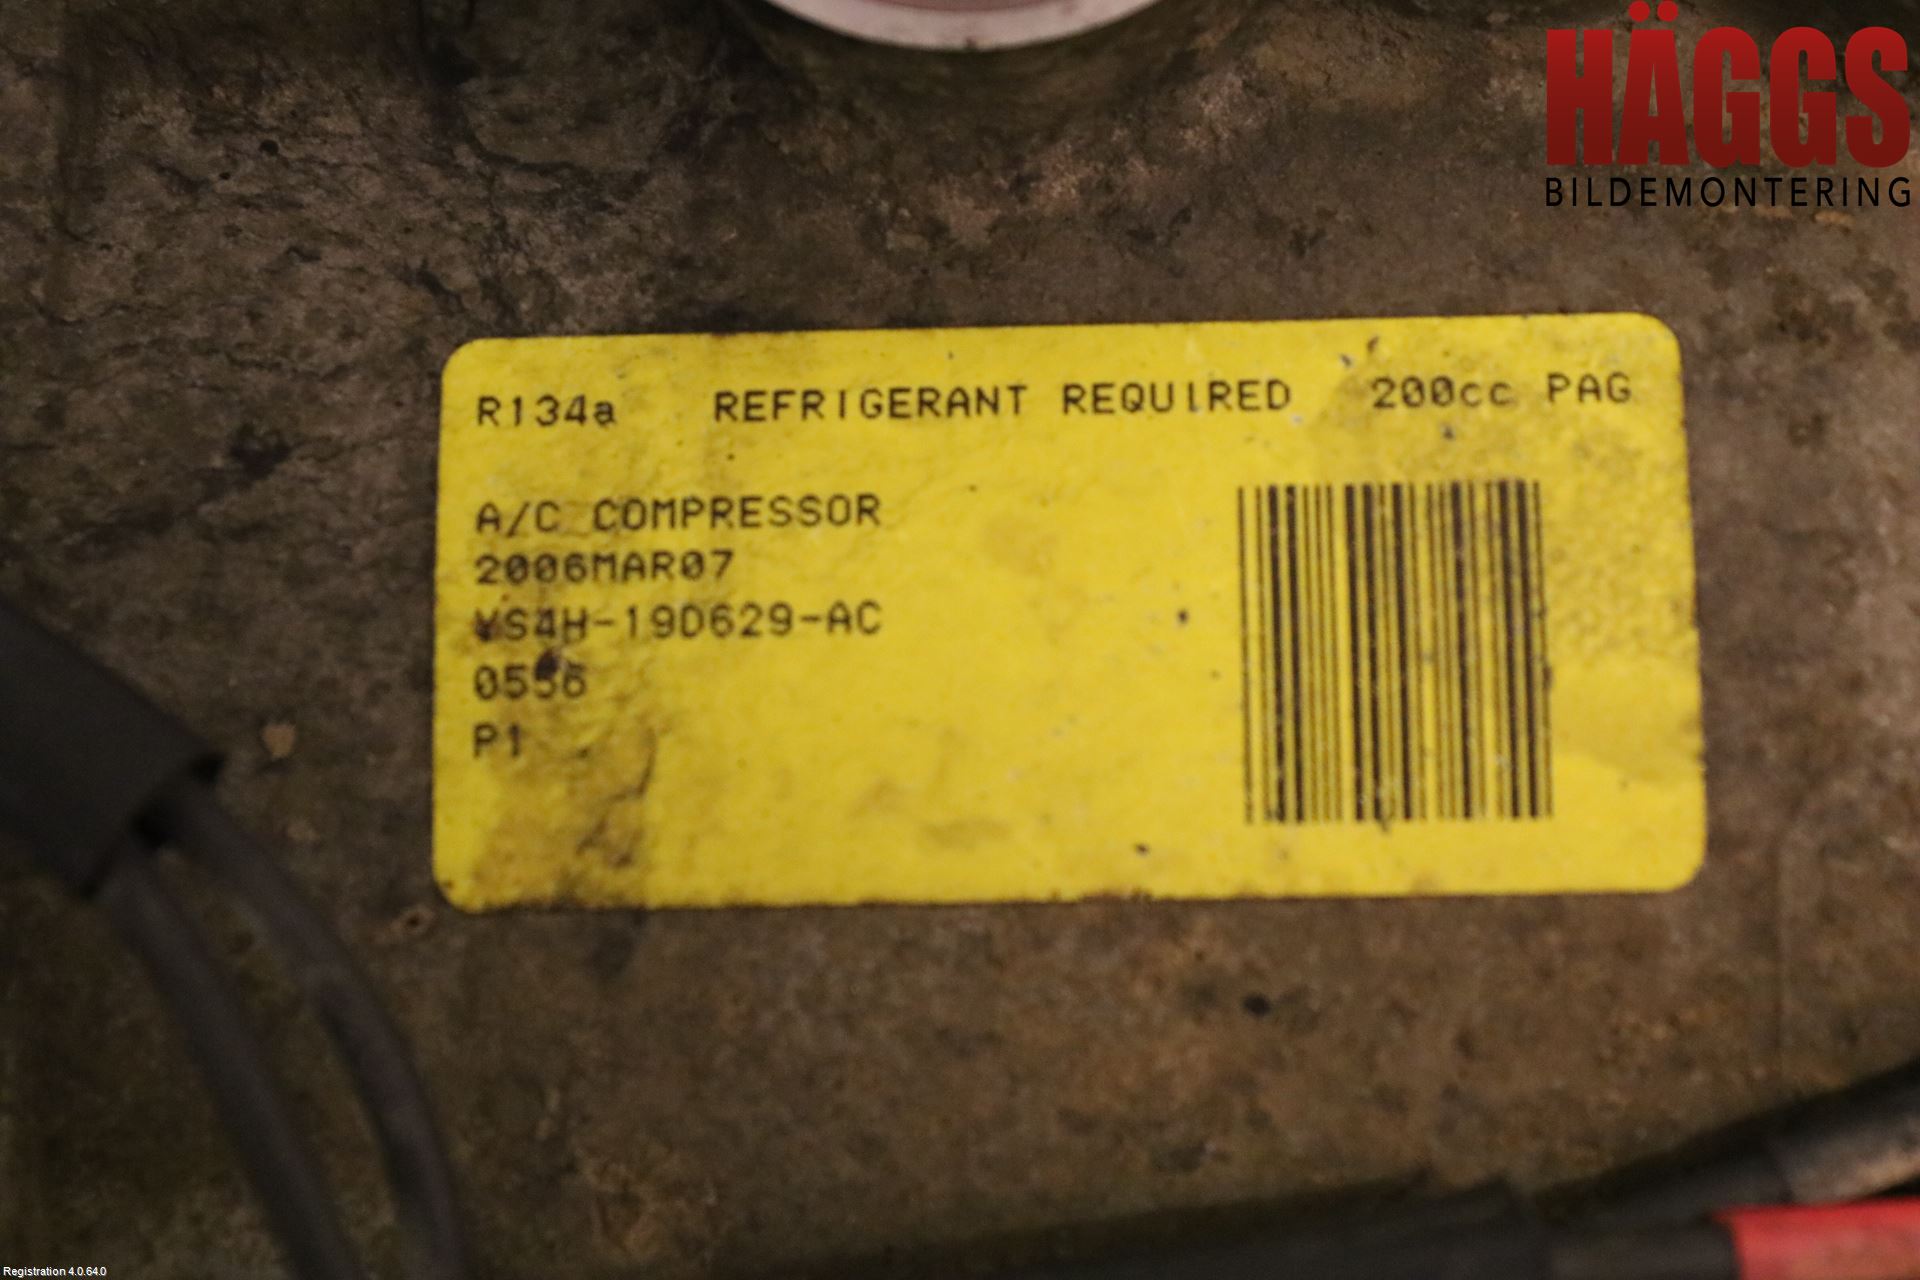 HÄGGS
BILDEMONTERING
R134a REFRIGERANT REQUIRED 200cc PAG
A/C COMPRESSOR
2006MAR07
YS4H-19D629-AC
0556
P1
Registration 4.0.64.0